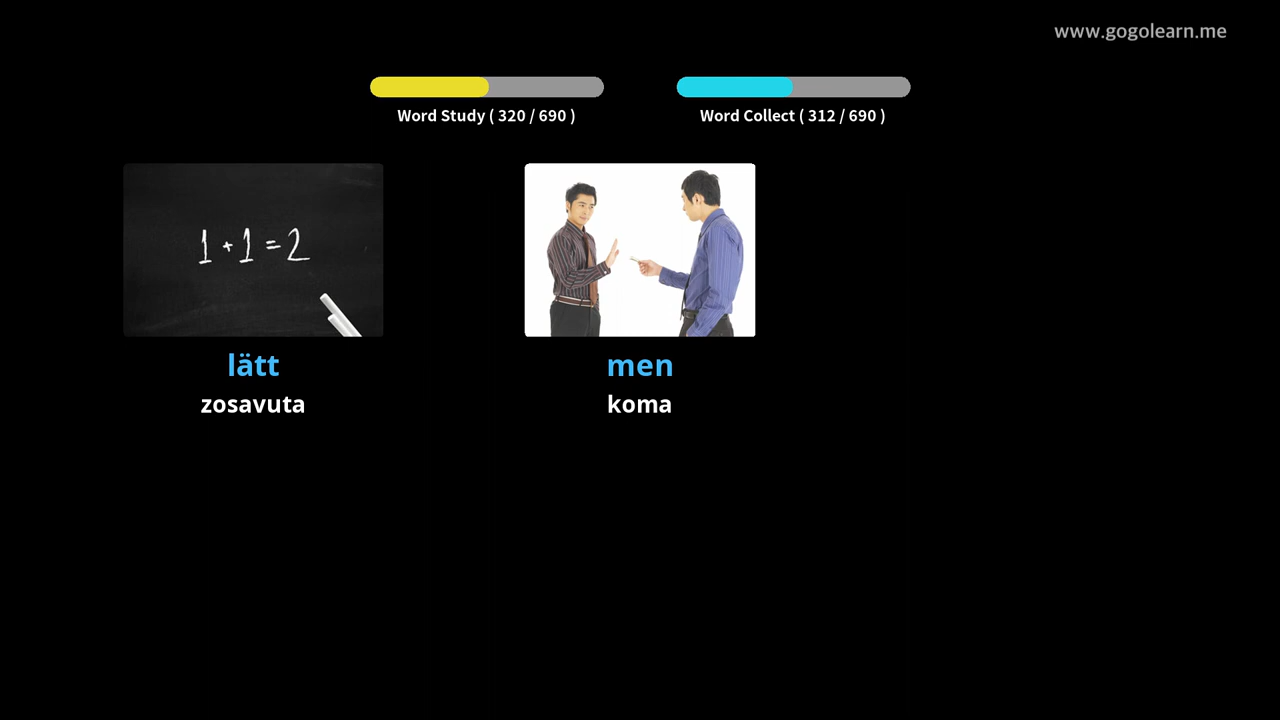 www.gogolearn.me
Word Study ( 320 / 690 )
Word Collect ( 312 / 690 )
1 + 1 = 2
lätt
zosavuta
men
koma